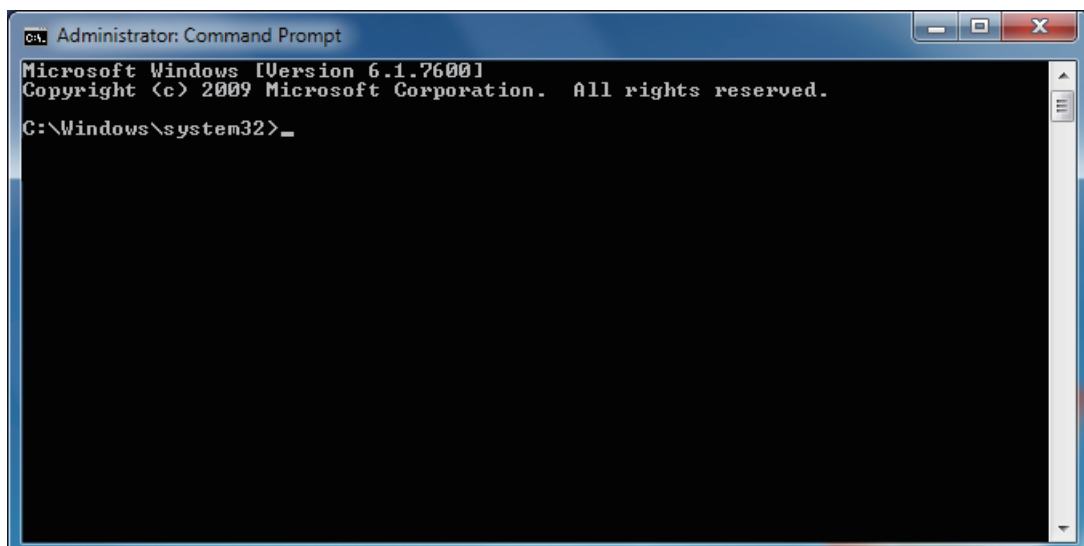 Administrator: Command Prompt
Microsoft Windows [Version 6.1.7600]
Copyright (c) 2009 Microsoft Corporation.  All rights reserved.
C:\Windows\system32>_